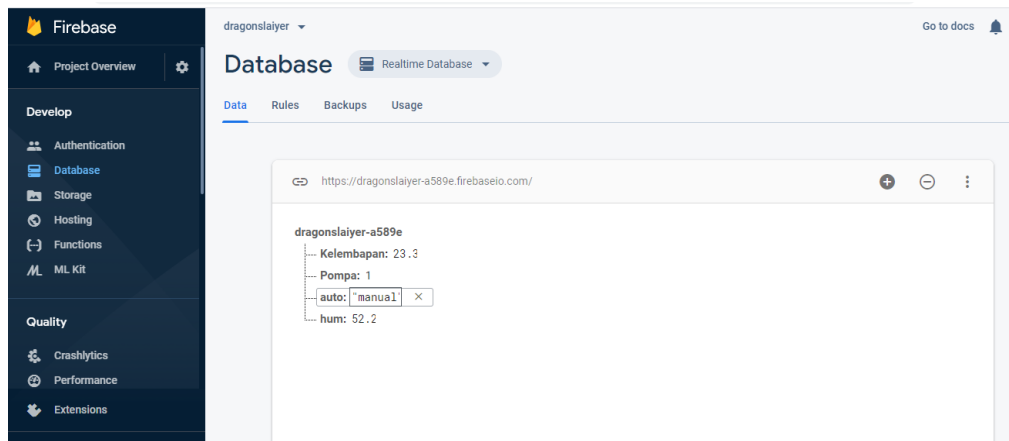 Firebase
Project Overview
Develop
Authentication
Database
Storage
Hosting
Functions
ML Kit
Quality
Crashlytics
Performance
Extensions
dragonslaiyer
Go to docs
Database
Realtime Database
Data Rules Backups Usage
https://dragonslaiyer-a589e.firebaseio.com/
dragonslaiyer-a589e
Kelembapan: 23.3
Pompa: 1
auto: "manual"
hum: 52.2